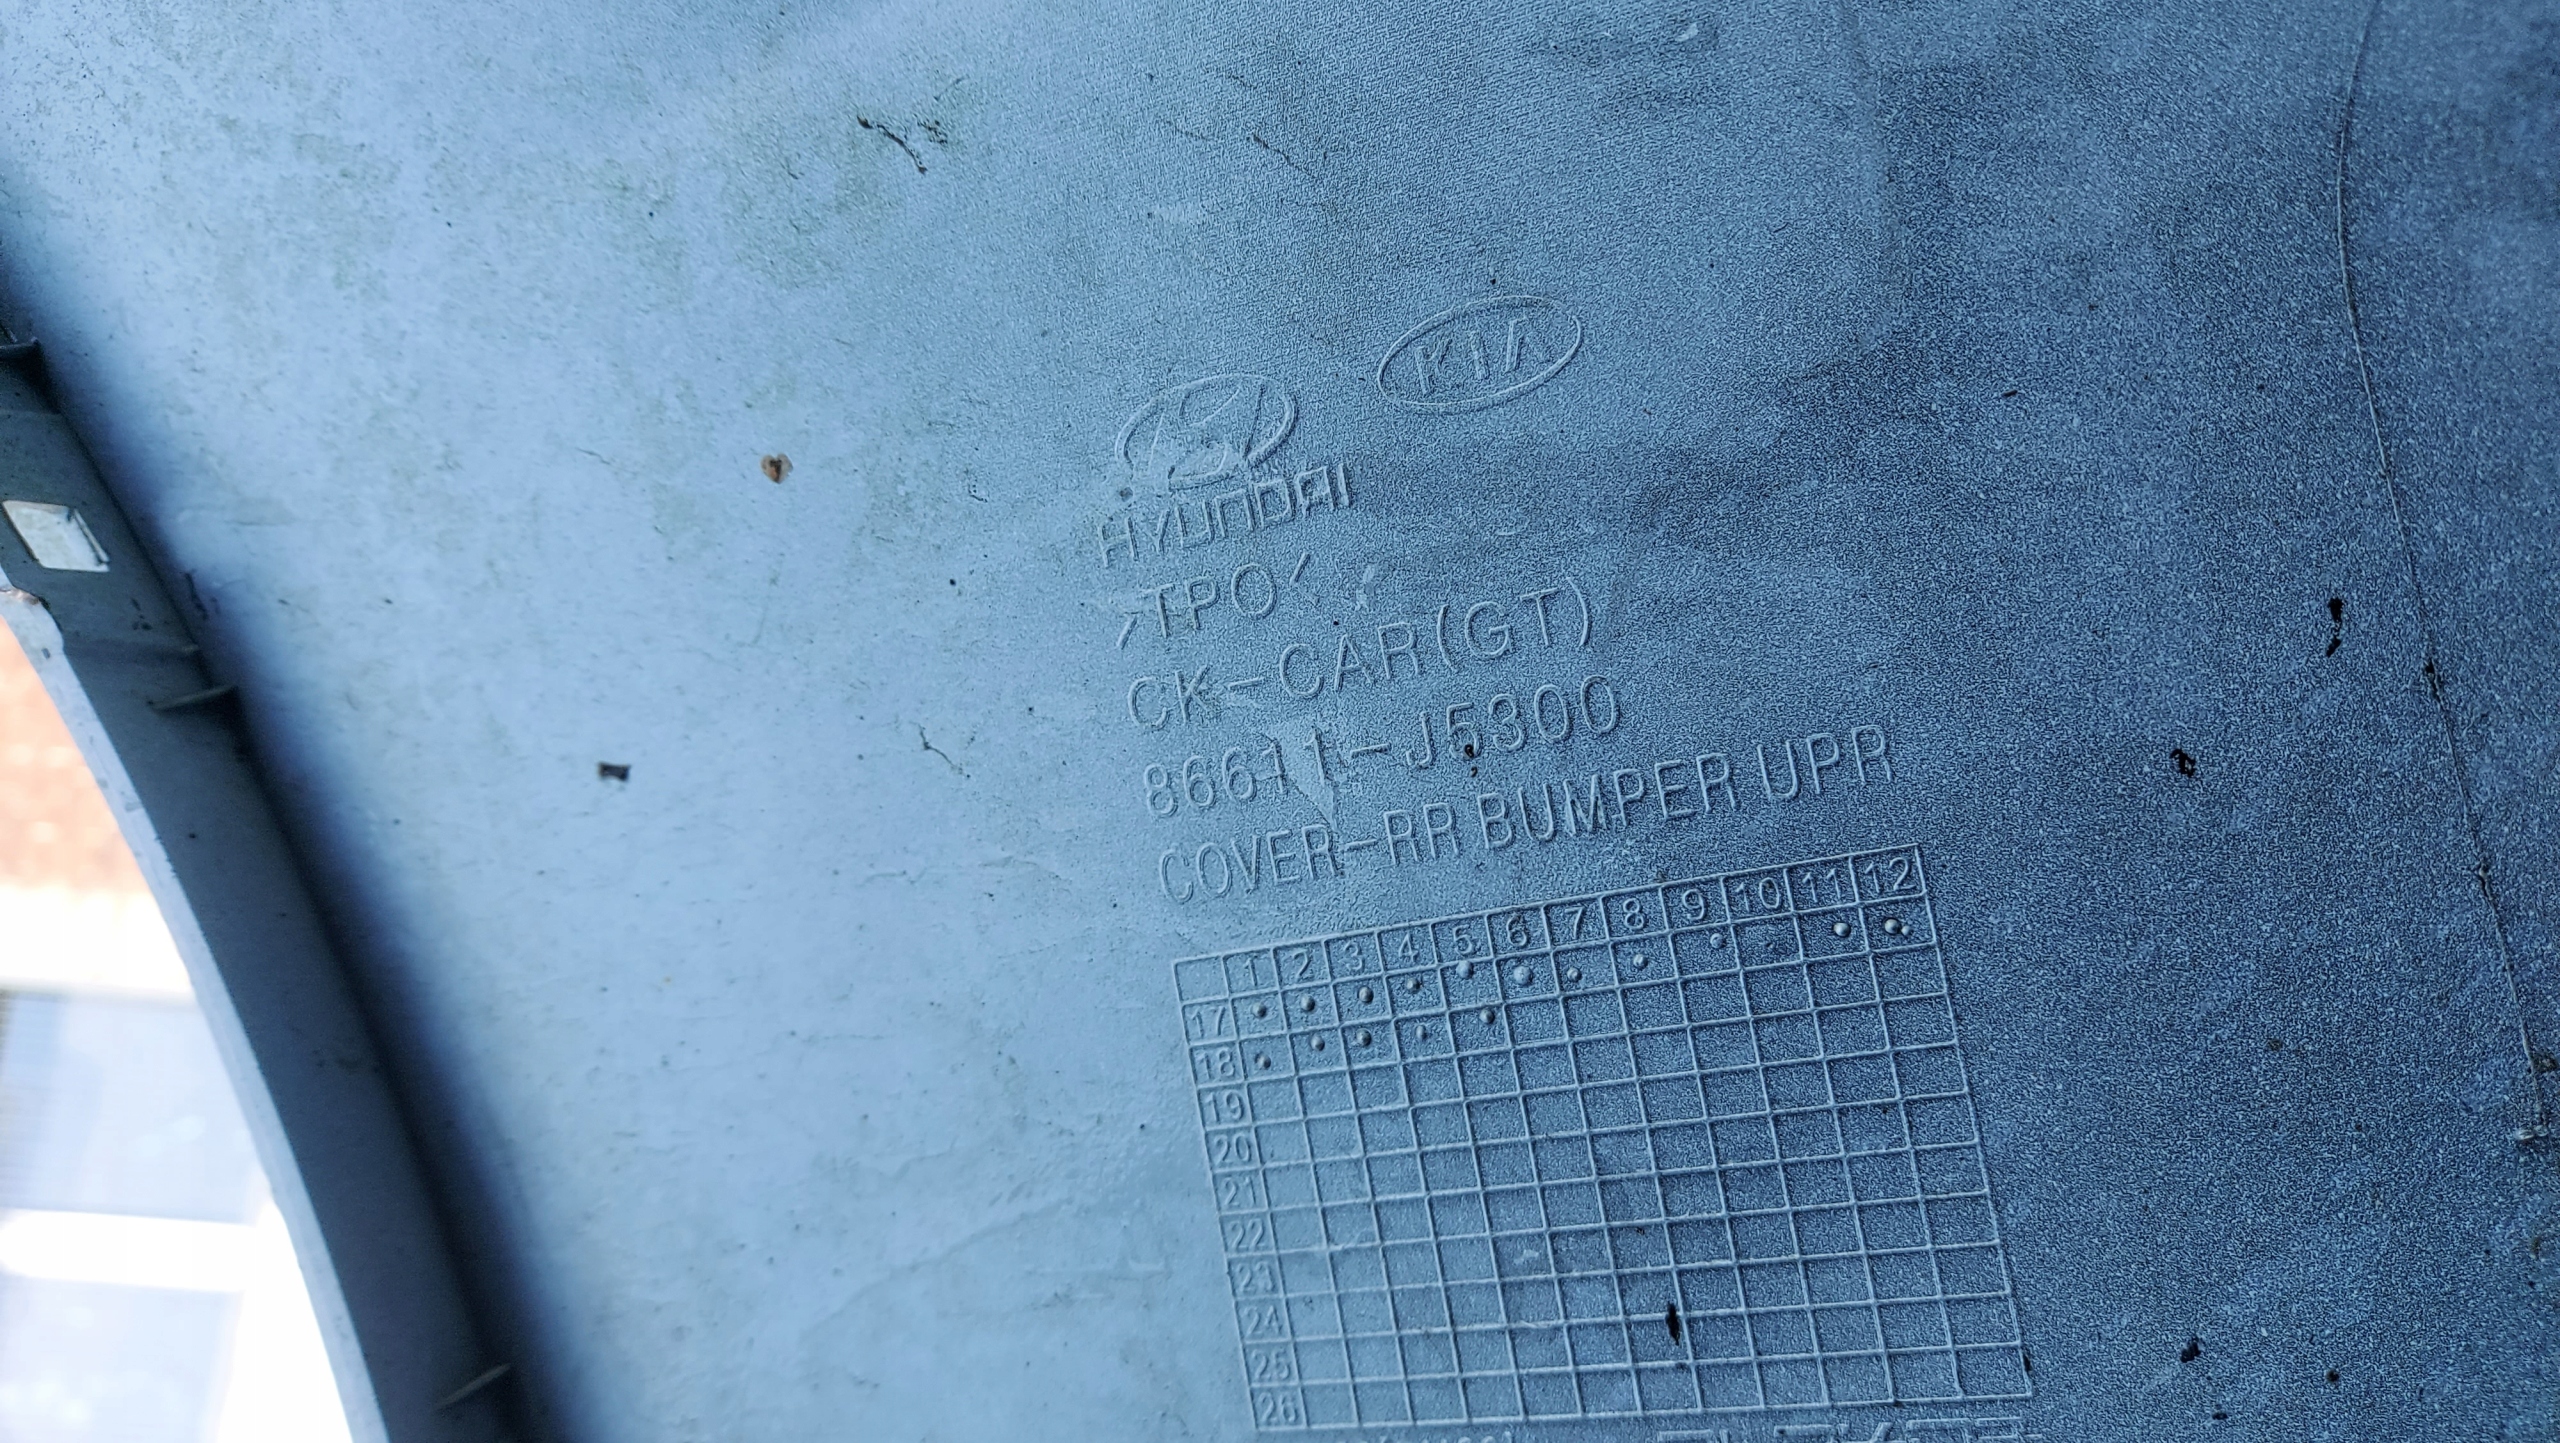 KIA
HYUNDAI
>TPO<
CK-CAR(GT)
86611-J5300
COVER-RR BUMPER UPR
1 2 3 4 5 6 7 8 9 10 11 12
17
18
19
20
21
22
23
24
25
26